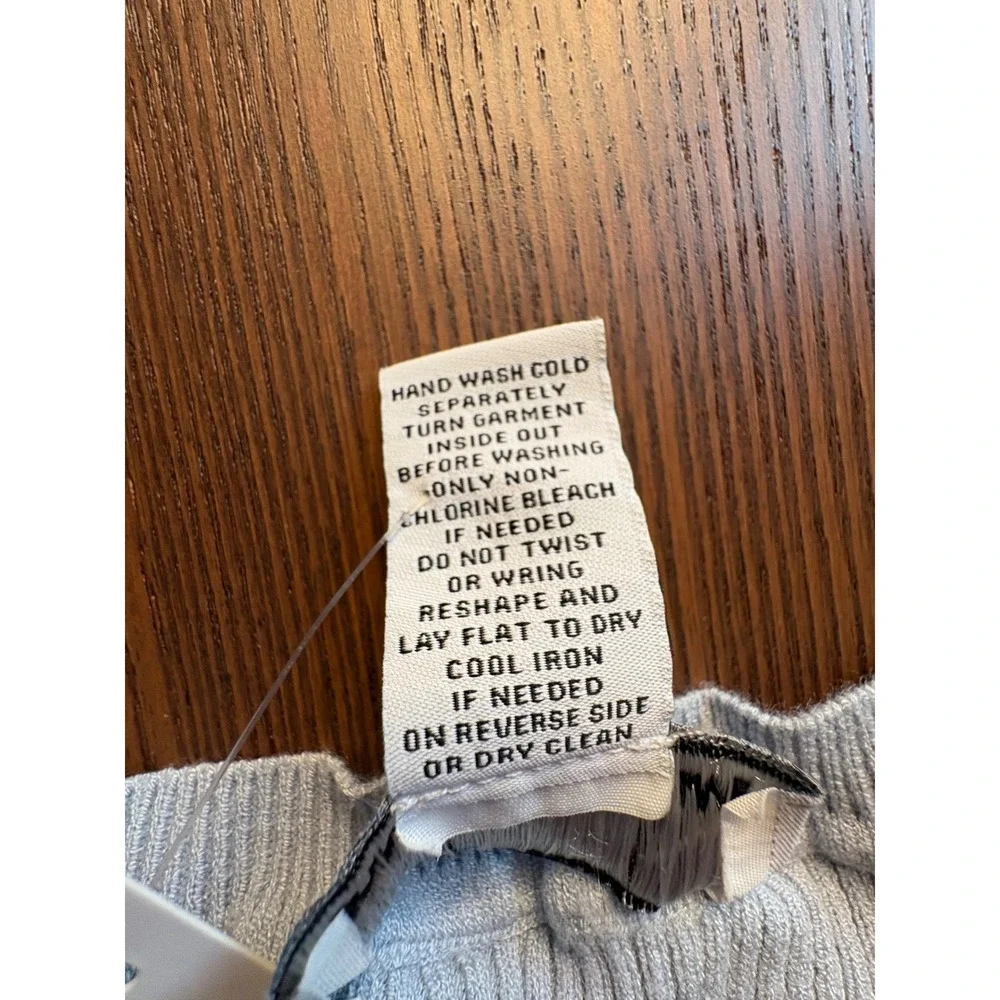 HAND WASH COLD
SEPARATELY
TURN GARMENT
INSIDE OUT
BEFORE WASHING
ONLY NON-
CHLORINE BLEACH
IF NEEDED
DO NOT TWIST
OR WRING
RESHAPE AND
LAY FLAT TO DRY
COOL IRON
IF NEEDED
ON REVERSE SIDE
OR DRY CLEAN